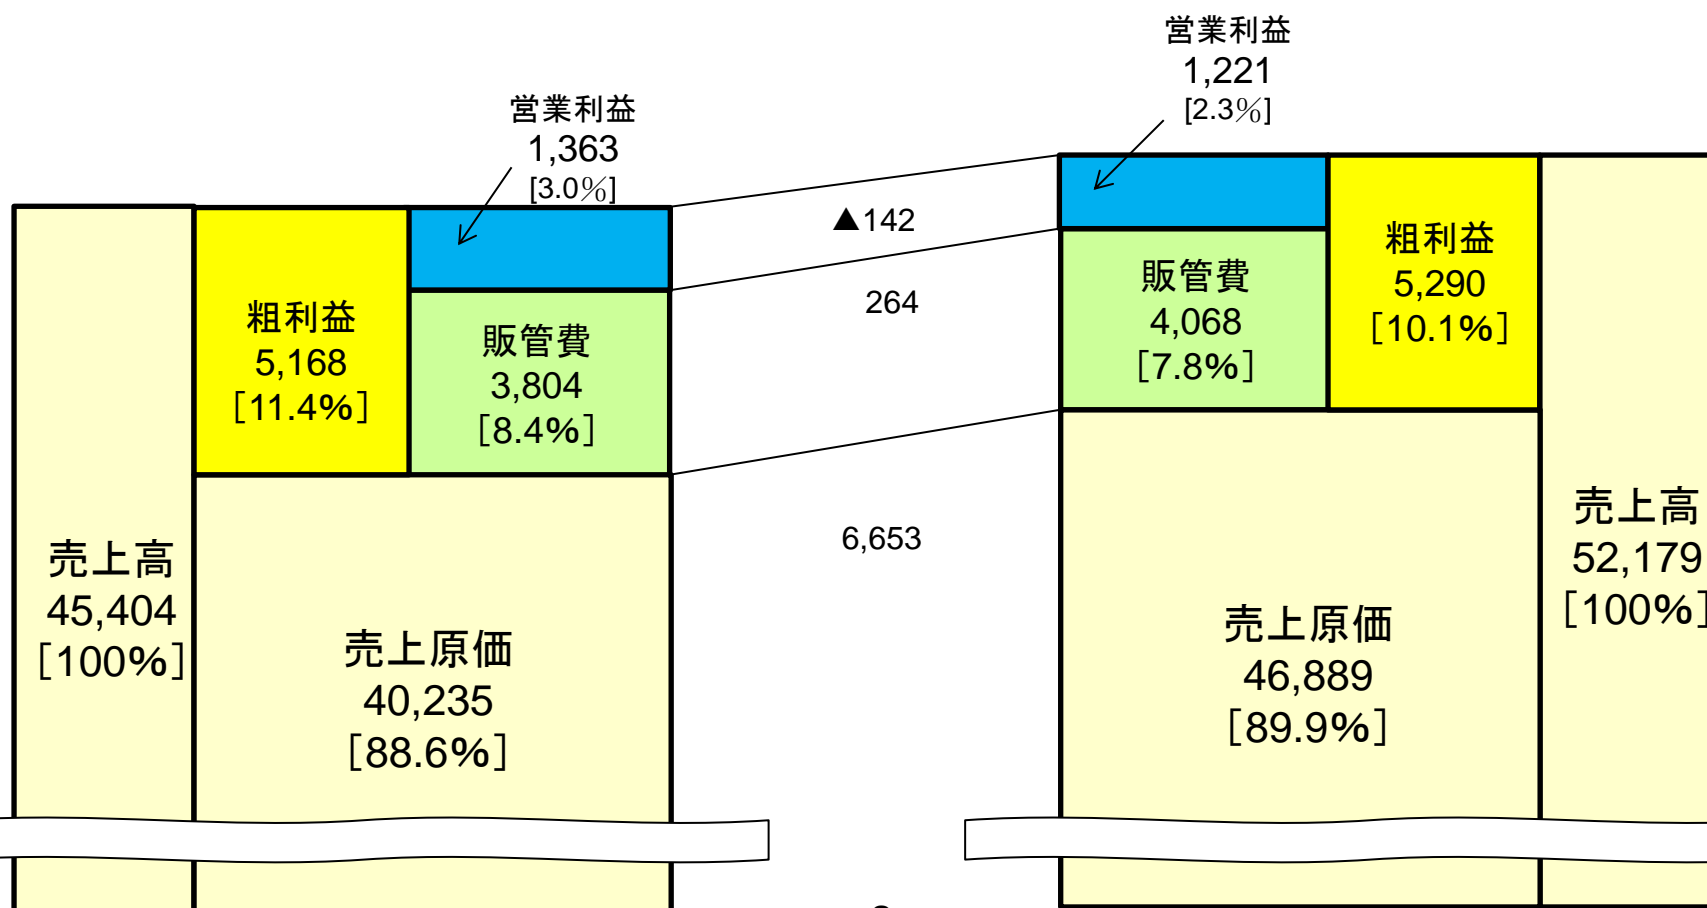 営業利益
1,363
[3.0%]
営業利益
1,221
[2.3%]
▲142
264
6,653
粗利益
5,168
[11.4%]
販管費
3,804
[8.4%]
売上高
45,404
[100%]
売上原価
40,235
[88.6%]
販管費
4,068
[7.8%]
粗利益
5,290
[10.1%]
売上原価
46,889
[89.9%]
売上高
52,179
[100%]